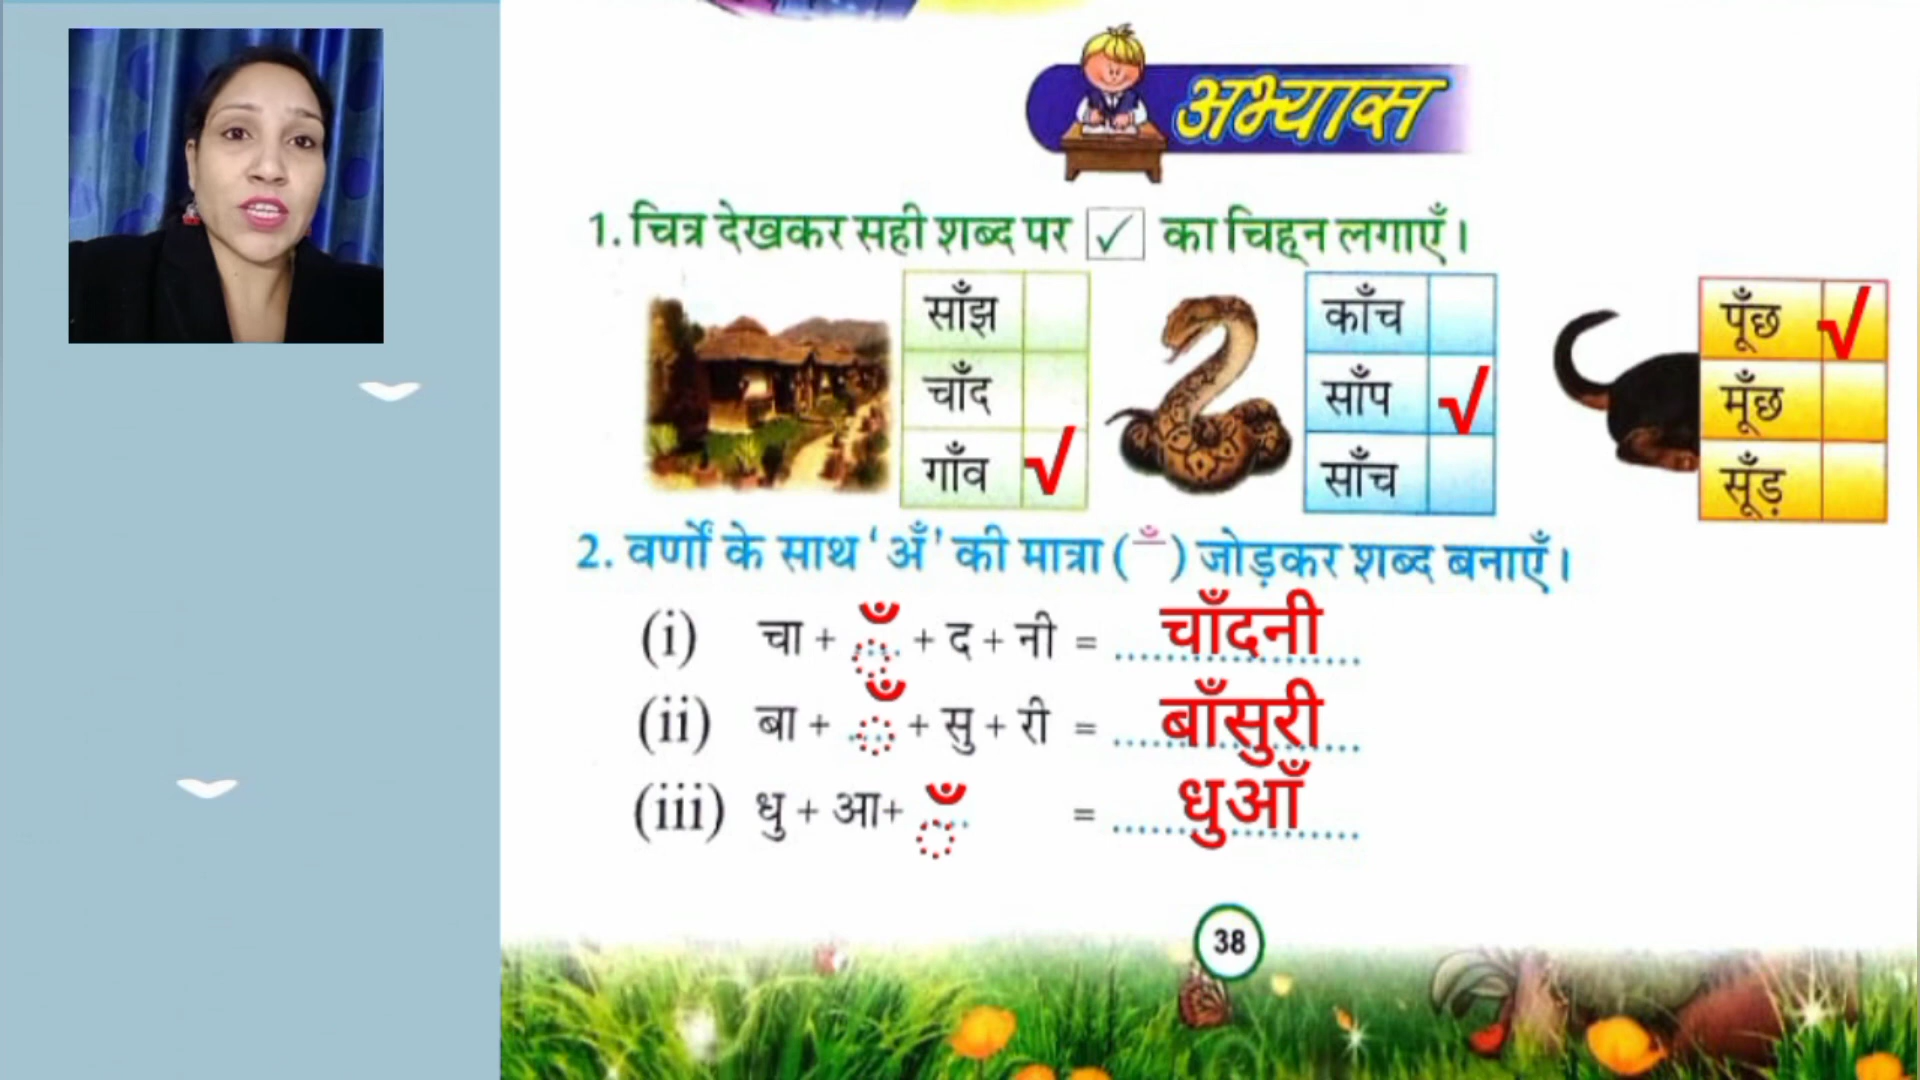 अभ्यास
1. चित्र देखकर सही शब्द पर ✓ का चिह्न लगाएँ।
साँझ
चाँद
गाँव √
काँच
साँप √
साँच
पूँछ √
मूँछ
सूँड़
2. वर्णों के साथ ‘अँ’ की मात्रा ( ँ ) जोड़कर शब्द बनाएँ।
(i) चा + ँ + द + नी = चाँदनी
(ii) बा + ँ + सु + री = बाँसुरी
(iii) धु + आ + ँ = धुआँ
38